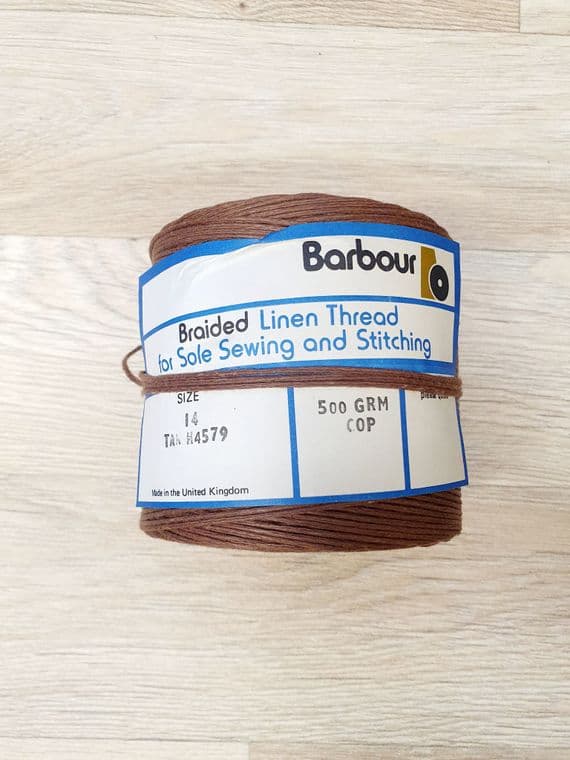 Barbour
Braided Linen Thread
for Sole Sewing and Stitching
SIZE
14
TAN H4579
500 GRM
COP
Made in the United Kingdom